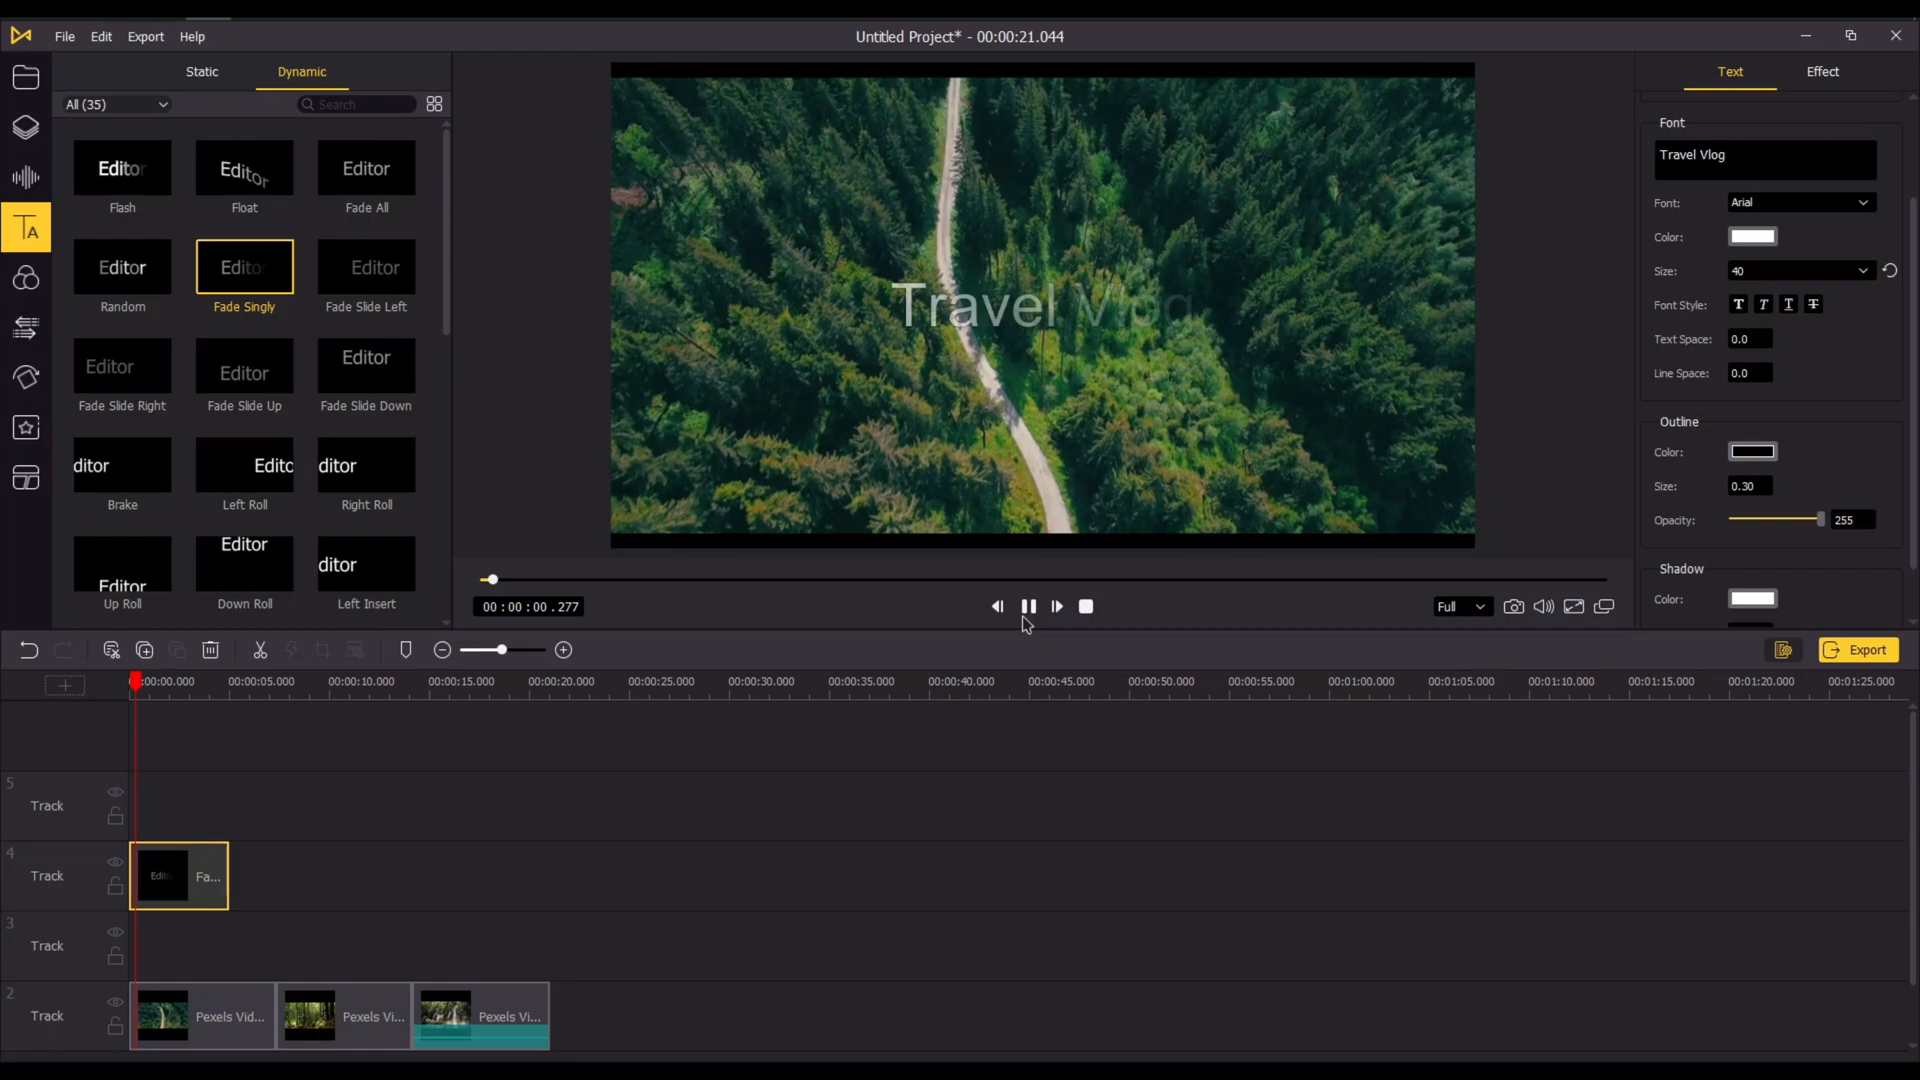 File Edit Export Help
Untitled Project* - 00:00:21.044
Static Dynamic
All (35) Search
Editor Editor Editor
Flash Float Fade All
Editor Edito Editor
Random Fade Singly Fade Slide Left
Editor Editor Editor
Fade Slide Right Fade Slide Up Fade Slide Down
ditor Edito ditor
Brake Left Roll Right Roll
Editor Editor ditor
Up Roll Down Roll Left Insert
Travel Vlog
00 : 00 : 00 . 277
Full
Text Effect
Font
Travel Vlog
Font: Arial
Color:
Size: 40
Font Style: T T T T
Text Space: 0.0
Line Space: 0.0
Outline
Color:
Size: 0.30
Opacity: 255
Shadow
Color:
Export
:00:00.000 00:00:05.000 00:00:10.000 00:00:15.000 00:00:20.000 00:00:25.000 00:00:30.000 00:00:35.000 00:00:40.000 00:00:45.000 00:00:50.000 00:00:55.000 00:01:00.000 00:01:05.000 00:01:10.000 00:01:15.000 00:01:20.000 00:01:25.000
5
Track
4
Track Edito Fa...
3
Track
2
Track Pexels Vid... Pexels Vi... Pexels Vi...